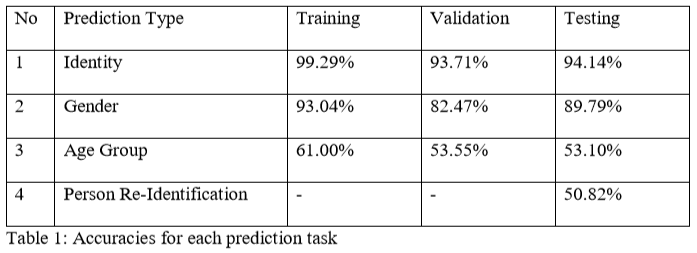 No Prediction Type Training Validation Testing
1 Identity 99.29% 93.71% 94.14%
2 Gender 93.04% 82.47% 89.79%
3 Age Group 61.00% 53.55% 53.10%
4 Person Re-Identification - - 50.82%
Table 1: Accuracies for each prediction task